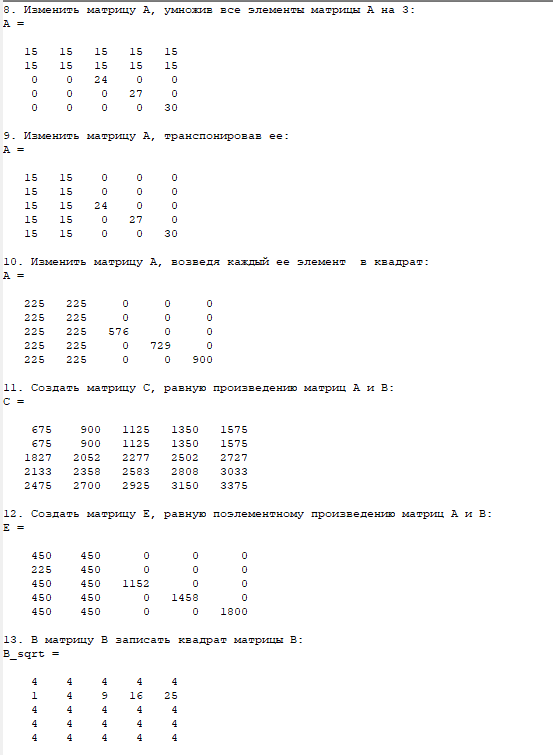 8. Изменить матрицу А, умножив все элементы матрицы А на 3:
A =
15 15 15 15 15
15 15 15 15 15
0 0 24 0 0
0 0 0 27 0
0 0 0 0 30
9. Изменить матрицу А, транспонировав ее:
A =
15 15 0 0 0
15 15 0 0 0
15 15 24 0 0
15 15 0 27 0
15 15 0 0 30
10. Изменить матрицу А, возведя каждый ее элемент  в квадрат:
A =
225 225 0 0 0
225 225 0 0 0
225 225 576 0 0
225 225 0 729 0
225 225 0 0 900
11. Создать матрицу С, равную произведению матриц А и В:
C =
675 900 1125 1350 1575
675 900 1125 1350 1575
1827 2052 2277 2502 2727
2133 2358 2583 2808 3033
2475 2700 2925 3150 3375
12. Создать матрицу Е, равную поэлементному произведению матриц А и В:
E =
450 450 0 0 0
225 450 0 0 0
450 450 1152 0 0
450 450 0 1458 0
450 450 0 0 1800
13. В матрицу В записать квадрат матрицы В:
B_sqrt =
4 4 4 4 4
1 4 9 16 25
4 4 4 4 4
4 4 4 4 4
4 4 4 4 4